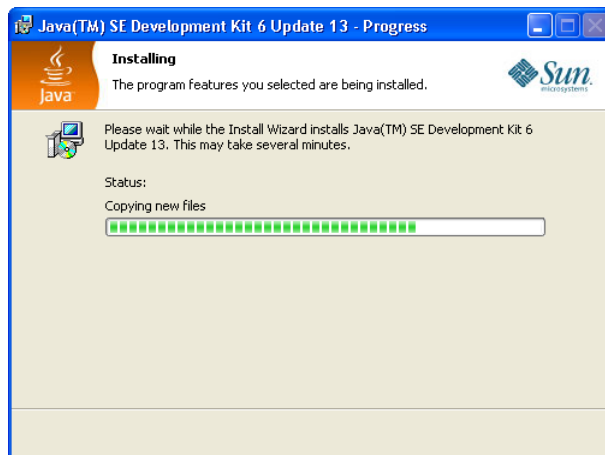 Java(TM) SE Development Kit 6 Update 13 - Progress
Installing
The program features you selected are being installed.
Java
Sun
microsystems
Please wait while the Install Wizard installs Java(TM) SE Development Kit 6
Update 13. This may take several minutes.
Status:
Copying new files